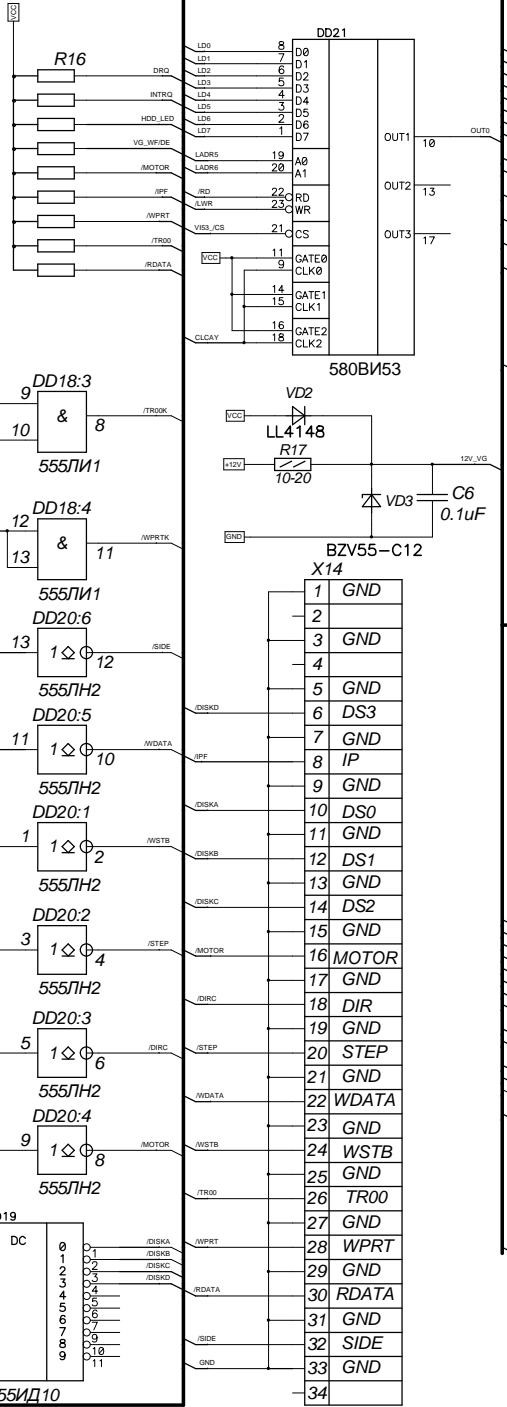 VCC
R16
DRQ
INTRQ
HDD_LED
VG_WF/DE
/MOTOR
/IPF
/WPRT
/TR00
/RDATA
DD21
LD0 8 D0
LD1 7 D1
LD2 6 D2
LD3 5 D3
LD4 4 D4
LD5 3 D5
LD6 2 D6
LD7 1 D7
LADR5 19 A0
LADR6 20 A1
/RD 22 RD
/LWR 23 WR
VI53_/CS 21 CS
VCC 11 GATE0
9 CLK0
14 GATE1
15 CLK1
16 GATE2
CLCAY 18 CLK2
OUT1 10 OUT0
OUT2 13
OUT3 17
580ВИ53
DD18:3
9
10
&
8
/TR00K
555ЛИ1
DD18:4
12
13
&
11
/WPRTK
555ЛИ1
VD2
VCC
LL4148
R17
+12V
10-20
12V_VG
VD3
C6
0.1uF
GND
BZV55-C12
DD20:6
13
1
12
/SIDE
555ЛН2
DD20:5
11
1
10
/WDATA
555ЛН2
DD20:1
1
1
2
/WSTB
555ЛН2
DD20:2
3
1
4
/STEP
555ЛН2
DD20:3
5
1
6
/DIRC
555ЛН2
DD20:4
9
1
8
/MOTOR
555ЛН2
D19
DC
0 1 /DISKA
1 2 /DISKB
2 3 /DISKC
3 4 /DISKD
4 5
5 6
6 7
7 9
8 10
9 11
55ИД10
X14
1 GND
2
3 GND
4
5 GND
/DISKD 6 DS3
7 GND
/IPF 8 IP
9 GND
/DISKA 10 DS0
11 GND
/DISKB 12 DS1
13 GND
/DISKC 14 DS2
15 GND
/MOTOR 16 MOTOR
17 GND
/DIRC 18 DIR
19 GND
/STEP 20 STEP
21 GND
/WDATA 22 WDATA
23 GND
/WSTB 24 WSTB
25 GND
/TR00 26 TR00
27 GND
/WPRT 28 WPRT
29 GND
/RDATA 30 RDATA
31 GND
/SIDE 32 SIDE
GND 33 GND
34